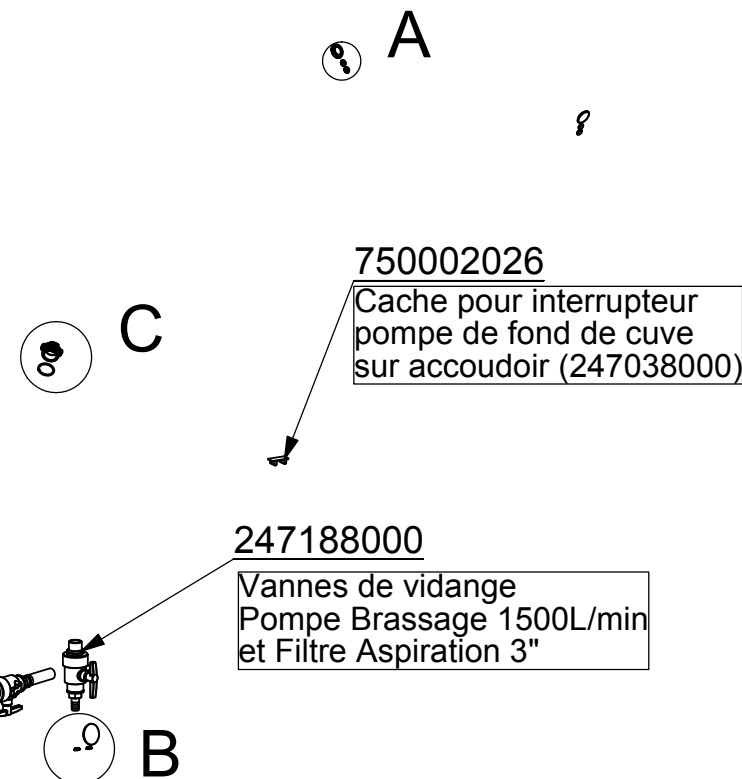 A
750002026
Cache pour interrupteur
pompe de fond de cuve
sur accoudoir (247038000)
C
247188000
Vannes de vidange
Pompe Brassage 1500L/min
et Filtre Aspiration 3"
B